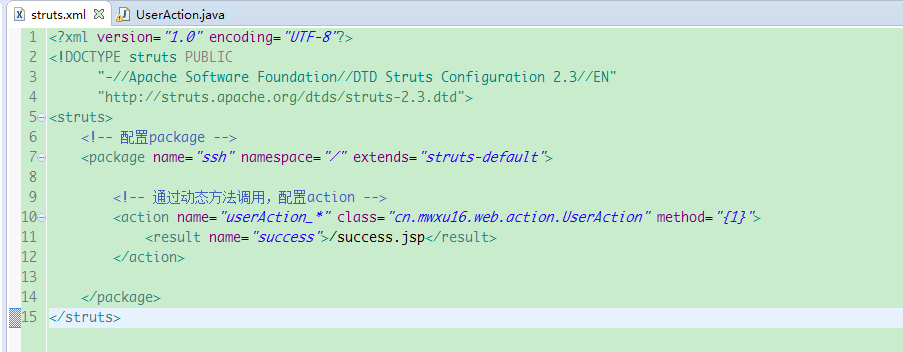 struts.xml UserAction.java
1 <?xml version="1.0" encoding="UTF-8"?>
2 <!DOCTYPE struts PUBLIC
3 "-//Apache Software Foundation//DTD Struts Configuration 2.3//EN"
4 "http://struts.apache.org/dtds/struts-2.3.dtd">
5 <struts>
6 <!-- 配置package -->
7 <package name="ssh" namespace="/" extends="struts-default">
8
9 <!-- 通过动态方法调用，配置action -->
10 <action name="userAction_*" class="cn.mwxu16.web.action.UserAction" method="{1}">
11 <result name="success">/success.jsp</result>
12 </action>
13
14 </package>
15 </struts>